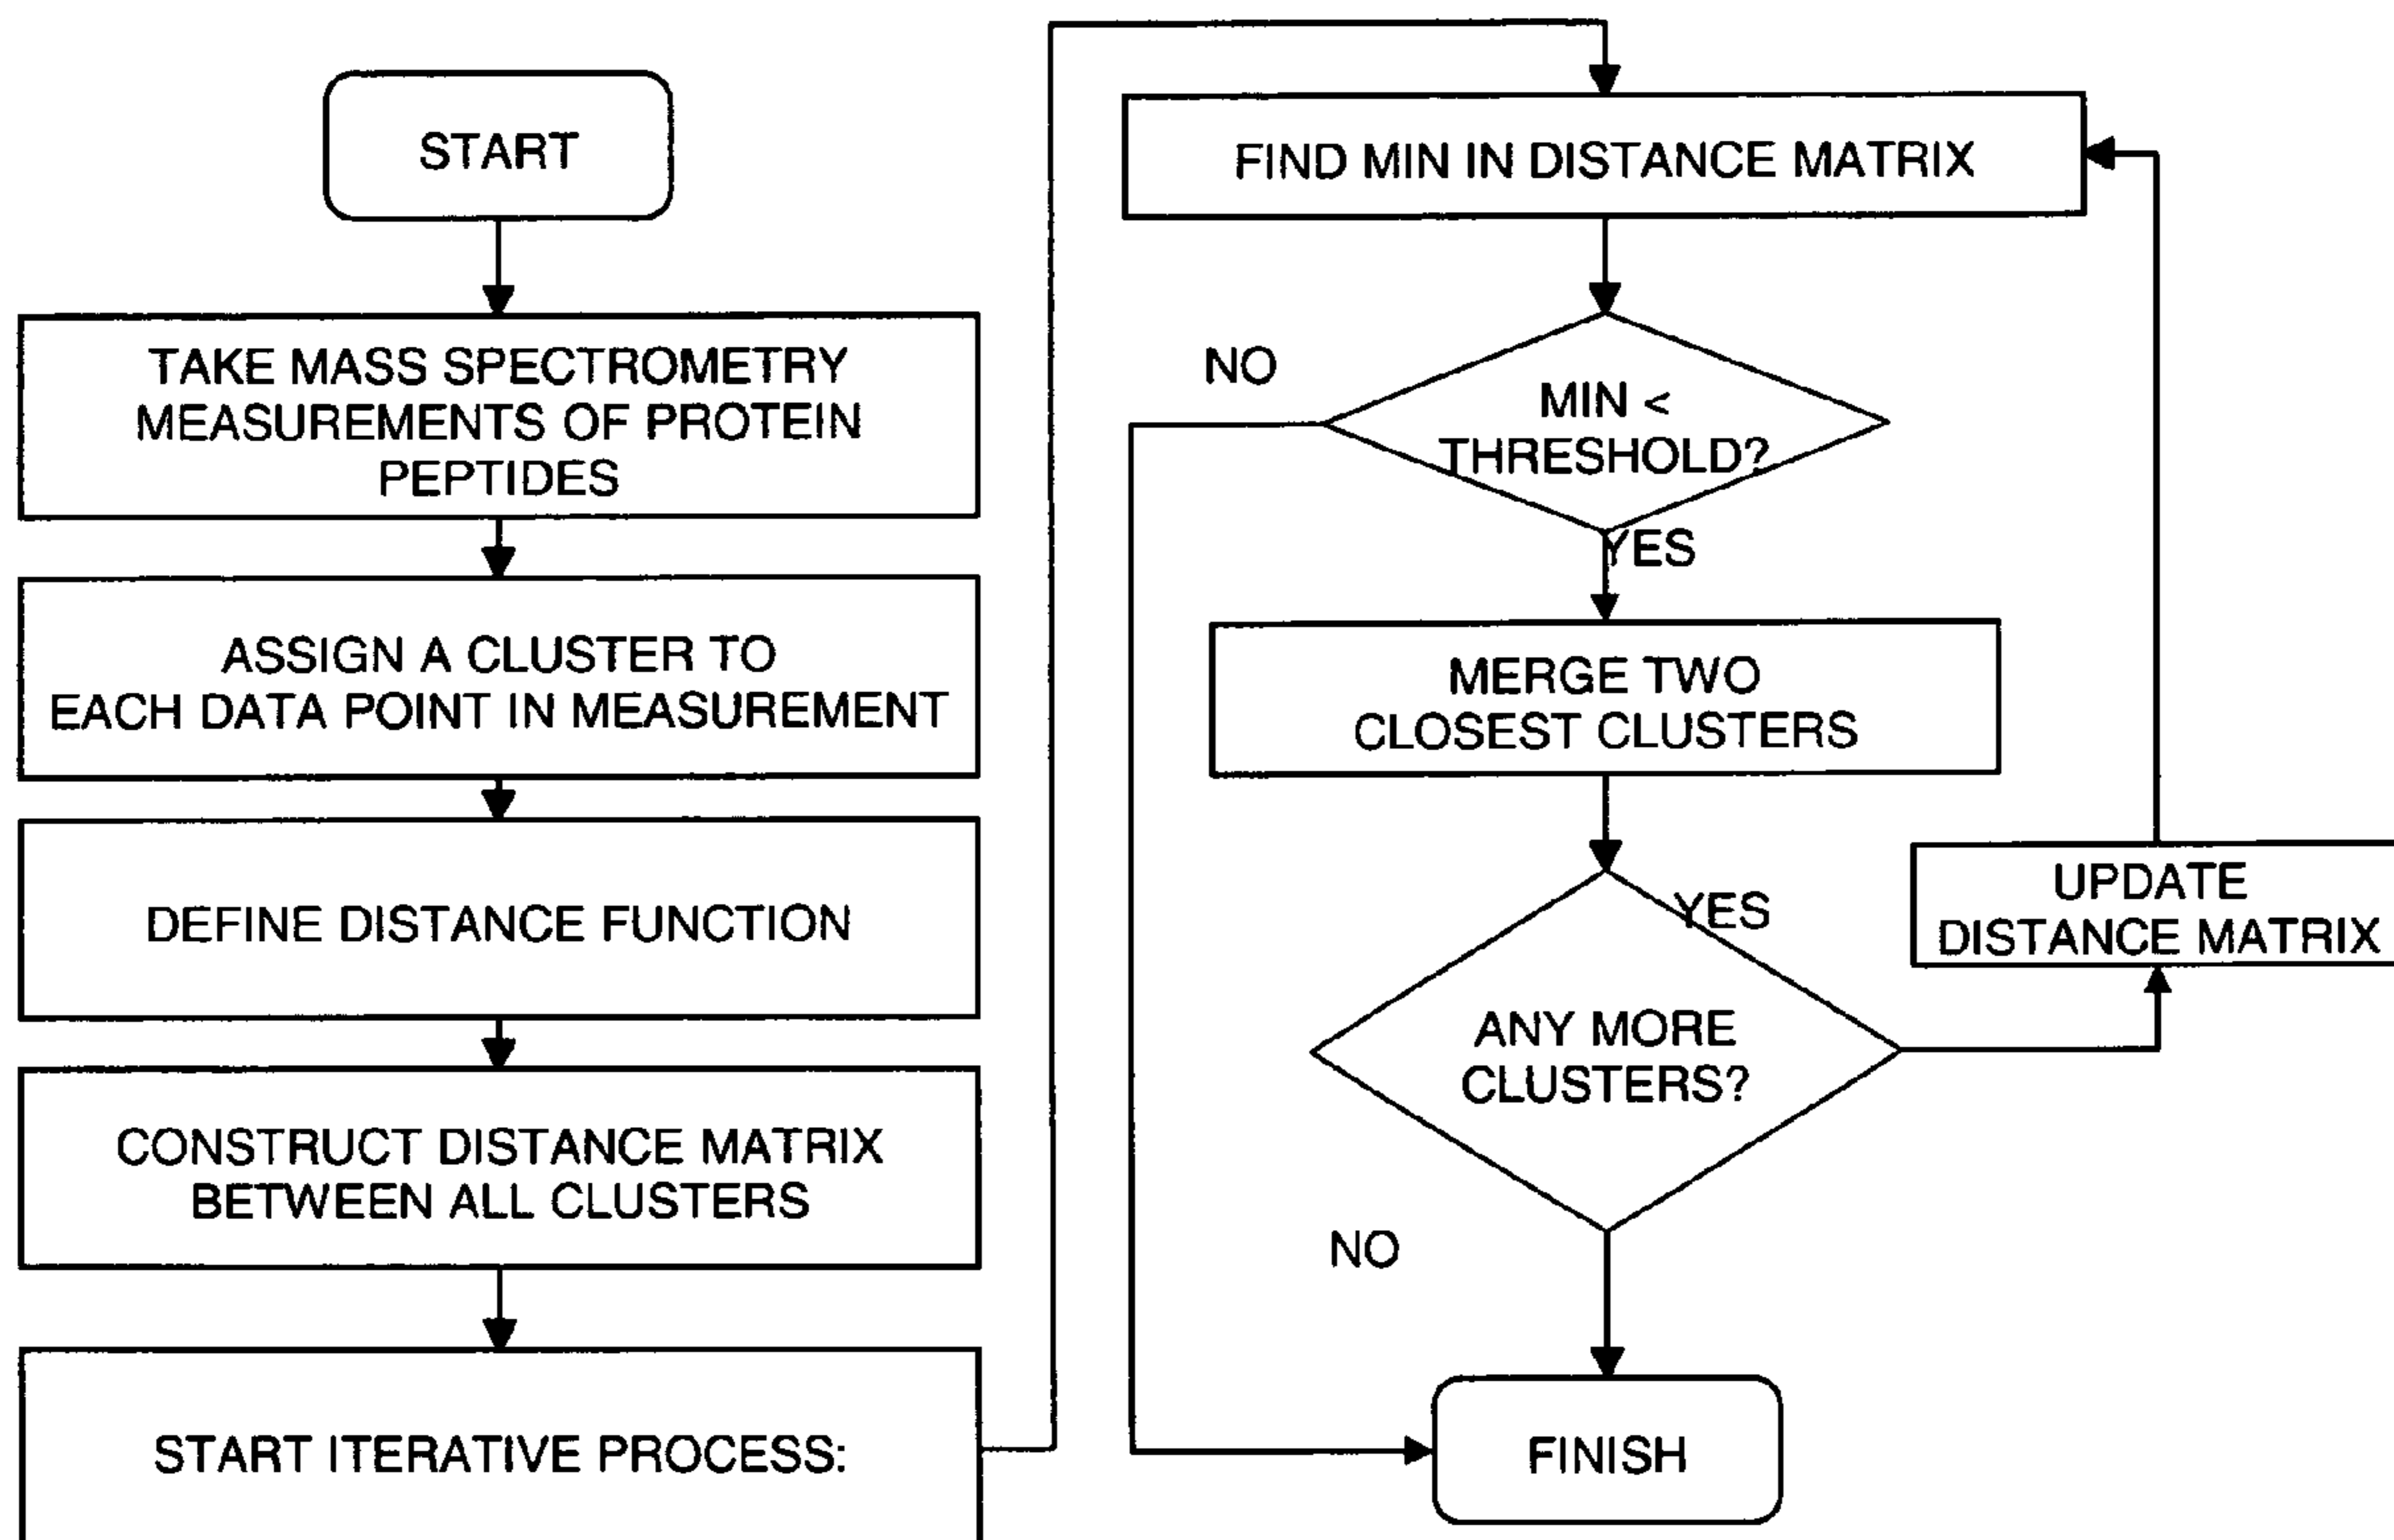 START
TAKE MASS SPECTROMETRY
MEASUREMENTS OF PROTEIN
PEPTIDES
ASSIGN A CLUSTER TO
EACH DATA POINT IN MEASUREMENT
DEFINE DISTANCE FUNCTION
CONSTRUCT DISTANCE MATRIX
BETWEEN ALL CLUSTERS
START ITERATIVE PROCESS:
FIND MIN IN DISTANCE MATRIX
NO
MIN <
THRESHOLD?
YES
MERGE TWO
CLOSEST CLUSTERS
YES
UPDATE
DISTANCE MATRIX
ANY MORE
CLUSTERS?
NO
FINISH